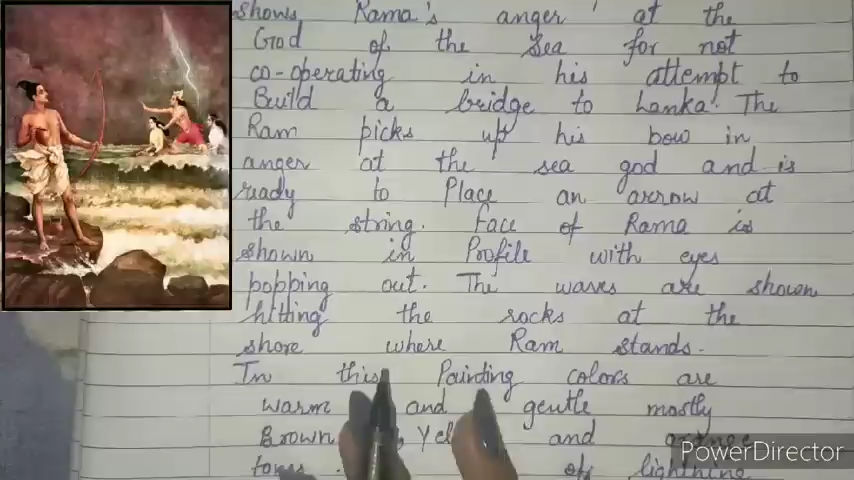 shows Rama's anger at the
God of the Sea for not
co-operating in his attempt to
Build a bridge to Lanka. The
Ram picks up his bow in
anger at the sea god and is
ready to Place an arrow at
the string. Face of Rama is
shown in Profile with eyes
popping out. The waves are shown
hitting the rocks at the
shore where Ram stands.
In this Painting colors are
warm and gentle mostly
Brown, and orange
tones of lightning
PowerDirector